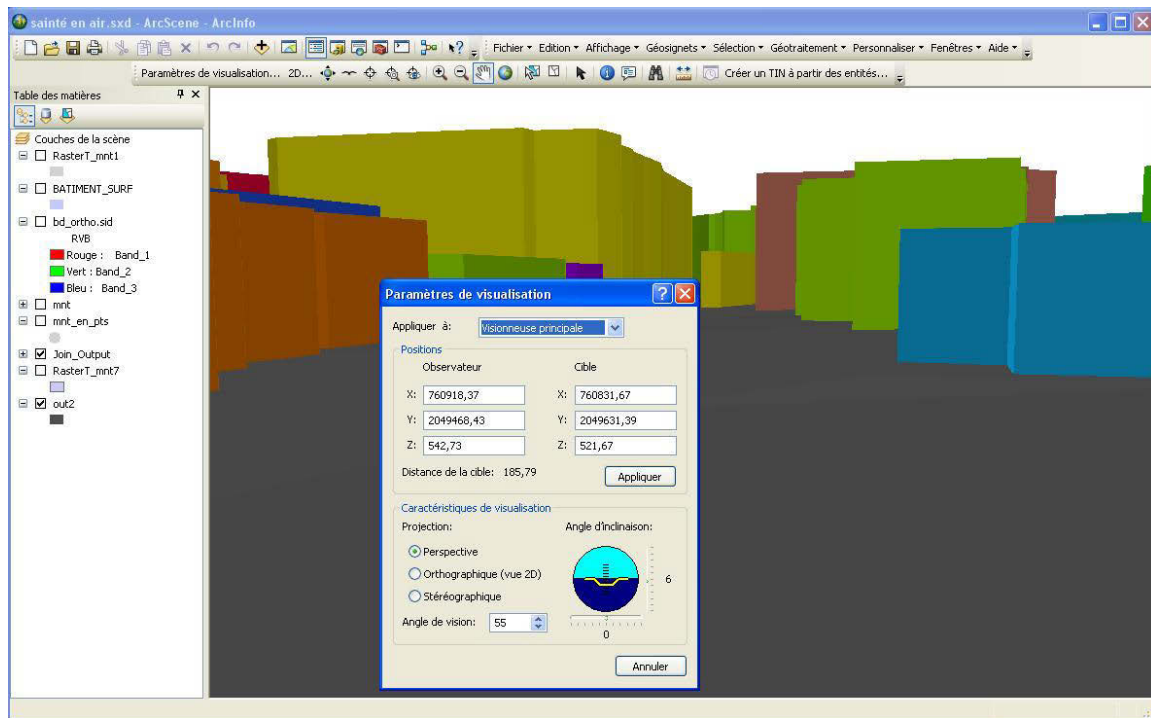 sainté en air.sxd - ArcScene - ArcInfo
Fichier Edition Affichage Géosignets Sélection Géotraitement Personnaliser Fenêtres Aide
Paramètres de visualisation... 2D... Créer un TIN à partir des entités...
Table des matières
Couches de la scène
RasterT_mnt1
BATIMENT_SURF
bd_ortho.sid
RVB
Rouge : Band_1
Vert : Band_2
Bleu : Band_3
mnt
mnt_en_pts
Join_Output
RasterT_mnt7
out2
Paramètres de visualisation
Appliquer à: Visionneuse principale
Positions
Observateur Cible
X: 760918,37 X: 760831,67
Y: 2049468,43 Y: 2049631,39
Z: 542,73 Z: 521,67
Distance de la cible: 185,79 Appliquer
Caractéristiques de visualisation
Projection: Angle d'inclinaison:
Perspective
Orthographique (vue 2D) 6
Stéréographique
Angle de vision: 55
0
Annuler